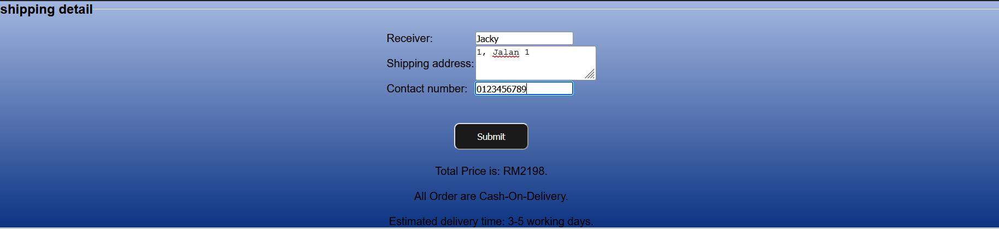 shipping detail
Receiver: Jacky
Shipping address: 1, Jalan 1
Contact number: 0123456789
Submit
Total Price is: RM2198.
All Order are Cash-On-Delivery.
Estimated delivery time: 3-5 working days.